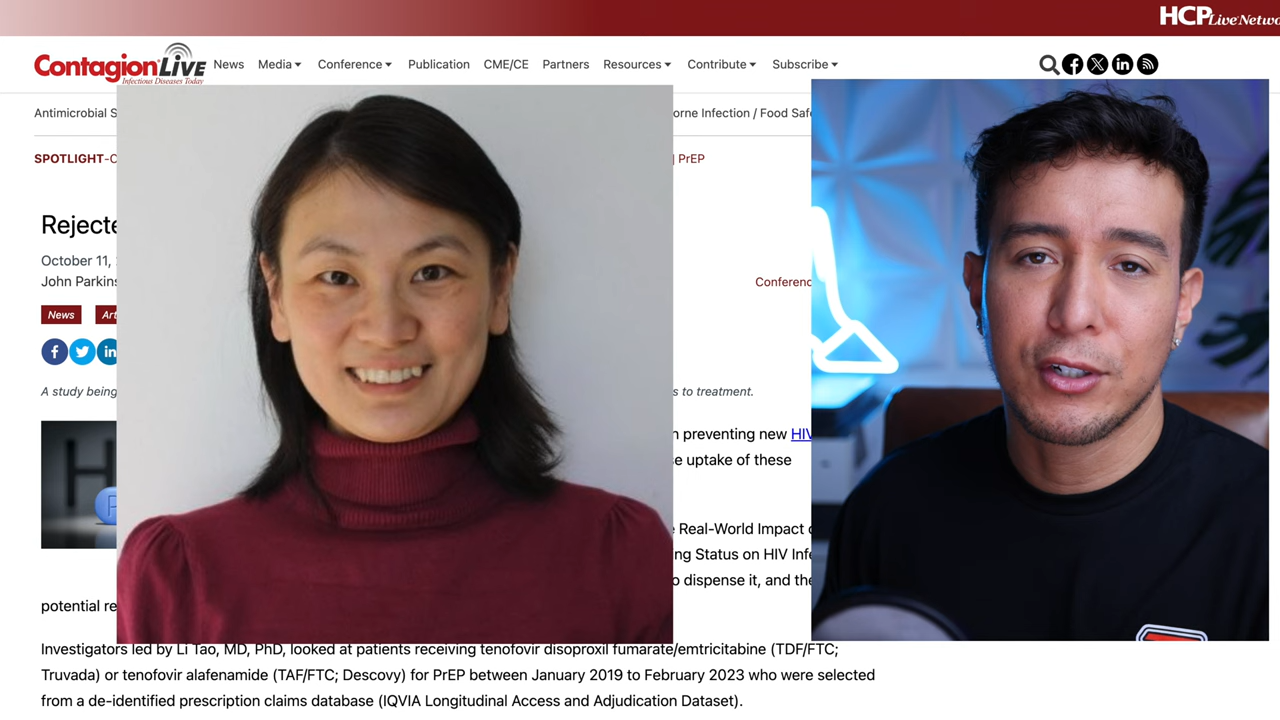 HCPLive Netwo
ContagionLIVE
Infectious Diseases Today
News Media Conference Publication CME/CE Partners Resources Contribute Subscribe
Antimicrobial S
orne Infection / Food Saf
SPOTLIGHT-
| PrEP
Rejecte
October 11,
John Parkins
Conferenc
News
Art
A study being
s to treatment.
n preventing new HIV
e uptake of these
Real-World Impact
ng Status on HIV Inf
o dispense it, and the
potential re
Investigators led by Li Tao, MD, PhD, looked at patients receiving tenofovir disoproxil fumarate/emtricitabine (TDF/FTC;
Truvada) or tenofovir alafenamide (TAF/FTC; Descovy) for PrEP between January 2019 to February 2023 who were selected
from a de-identified prescription claims database (IQVIA Longitudinal Access and Adjudication Dataset).